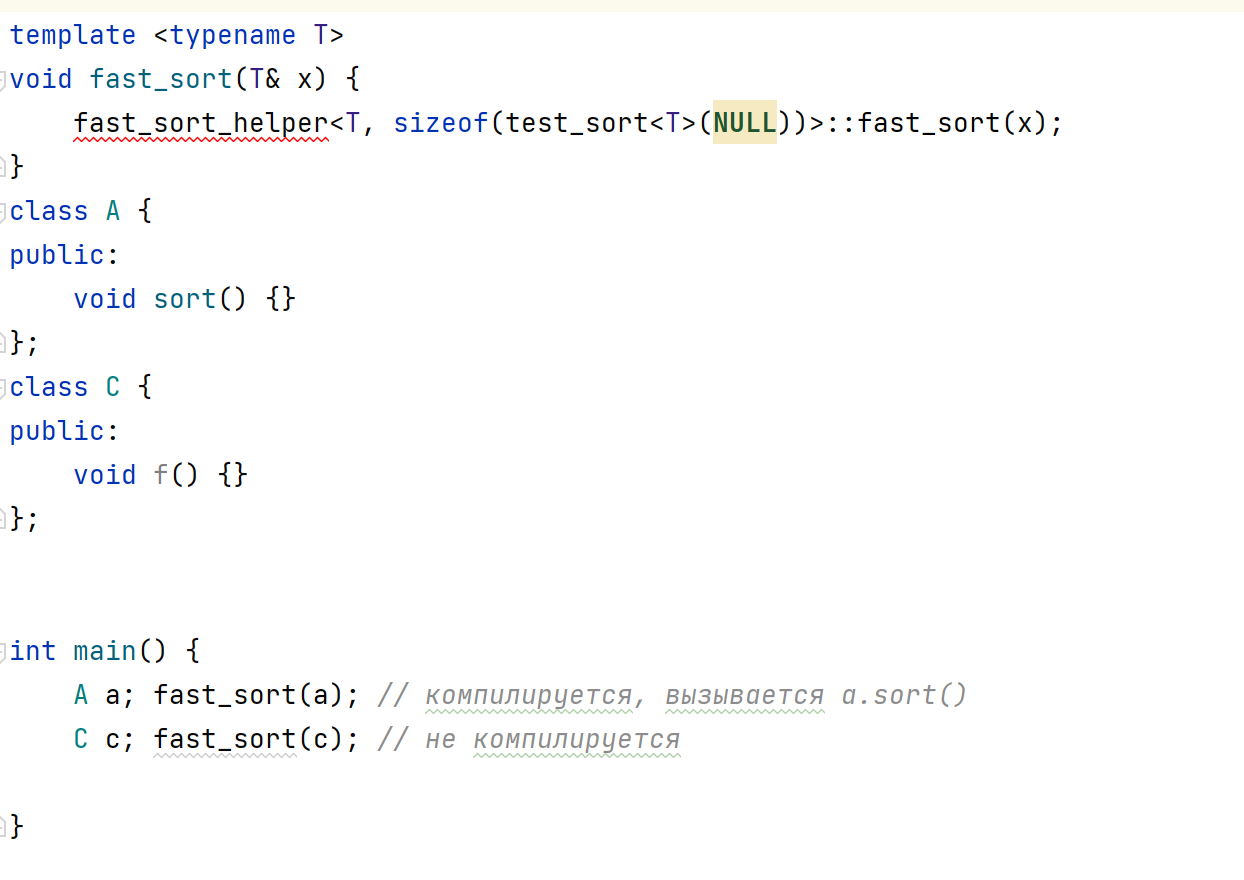 template <typename T>
void fast_sort(T& x) {
    fast_sort_helper<T, sizeof(test_sort<T>(NULL))>::fast_sort(x);
}
class A {
public:
    void sort() {}
};
class C {
public:
    void f() {}
};
int main() {
    A a; fast_sort(a); // компилируется, вызывается a.sort()
    C c; fast_sort(c); // не компилируется
}